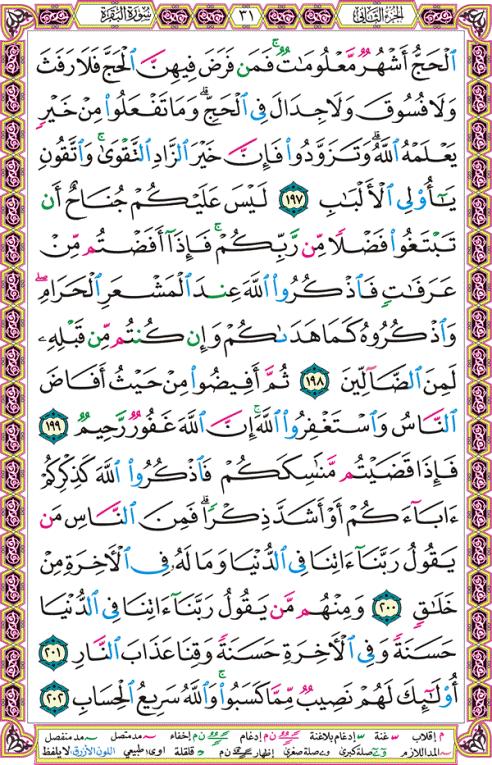 الجزء الثاني ٣١ سورة البقرة
ٱلْحَجُّ أَشْهُرٌ مَّعْلُومَٰتٌ ۚ فَمَن فَرَضَ فِيهِنَّ ٱلْحَجَّ فَلَا رَفَثَ
وَلَا فُسُوقَ وَلَا جِدَالَ فِى ٱلْحَجِّ ۗ وَمَا تَفْعَلُوا۟ مِنْ خَيْرٍ
يَعْلَمْهُ ٱللَّهُ ۗ وَتَزَوَّدُوا۟ فَإِنَّ خَيْرَ ٱلزَّادِ ٱلتَّقْوَىٰ ۚ وَٱتَّقُونِ
يَٰٓأُو۟لِى ٱلْأَلْبَٰبِ ١٩٧ لَيْسَ عَلَيْكُمْ جُنَاحٌ أَن
تَبْتَغُوا۟ فَضْلًا مِّن رَّبِّكُمْ ۚ فَإِذَآ أَفَضْتُم مِّنْ
عَرَفَٰتٍ فَٱذْكُرُوا۟ ٱللَّهَ عِندَ ٱلْمَشْعَرِ ٱلْحَرَامِ ۖ
وَٱذْكُرُوهُ كَمَا هَدَىٰكُمْ وَإِن كُنتُم مِّن قَبْلِهِۦ
لَمِنَ ٱلضَّآلِّينَ ١٩٨ ثُمَّ أَفِيضُوا۟ مِنْ حَيْثُ أَفَاضَ
ٱلنَّاسُ وَٱسْتَغْفِرُوا۟ ٱللَّهَ ۚ إِنَّ ٱللَّهَ غَفُورٌ رَّحِيمٌ ١٩٩
فَإِذَا قَضَيْتُم مَّنَٰسِكَكُمْ فَٱذْكُرُوا۟ ٱللَّهَ كَذِكْرِكُمْ
ءَابَآءَكُمْ أَوْ أَشَدَّ ذِكْرًا ۗ فَمِنَ ٱلنَّاسِ مَن
يَقُولُ رَبَّنَآ ءَاتِنَا فِى ٱلدُّنْيَا وَمَا لَهُۥ فِى ٱلْءَاخِرَةِ مِنْ
خَلَٰقٍ ٢٠٠ وَمِنْهُم مَّن يَقُولُ رَبَّنَآ ءَاتِنَا فِى ٱلدُّنْيَا
حَسَنَةً وَفِى ٱلْءَاخِرَةِ حَسَنَةً وَقِنَا عَذَابَ ٱلنَّارِ ٢٠١
أُو۟لَٰٓئِكَ لَهُمْ نَصِيبٌ مِّمَّا كَسَبُوا۟ ۚ وَٱللَّهُ سَرِيعُ ٱلْحِسَابِ ٢٠٢
م إقلاب غنة إدغام بلاغنة إدغام إخفاء مد متصل مد منفصل
المد اللازم صلة كبرى وصلة صغرى إظهار قلقلة طبيعي اللون الأزرق: لا يلفظ